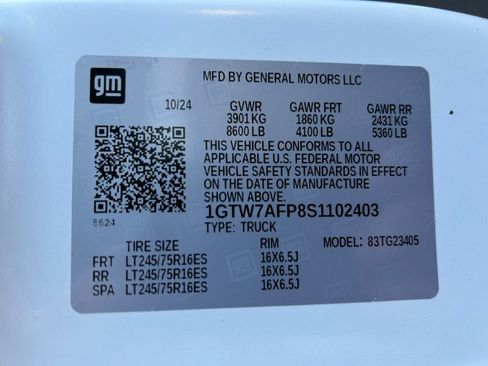 gm
MFD BY GENERAL MOTORS LLC
10/24 GVWR GAWR FRT GAWR RR
3901 KG 1860 KG 2431 KG
8600 LB 4100 LB 5360 LB
THIS VEHICLE CONFORMS TO ALL
APPLICABLE U.S. FEDERAL MOTOR
VEHICLE SAFETY STANDARDS IN EFFECT
ON THE DATE OF MANUFACTURE
SHOWN ABOVE.
8624
1GTW7AFP8S1102403
TYPE: TRUCK
TIRE SIZE RIM MODEL: 83TG23405
FRT LT245/75R16ES 16X6.5J
RR LT245/75R16ES 16X6.5J
SPA LT245/75R16ES 16X6.5J